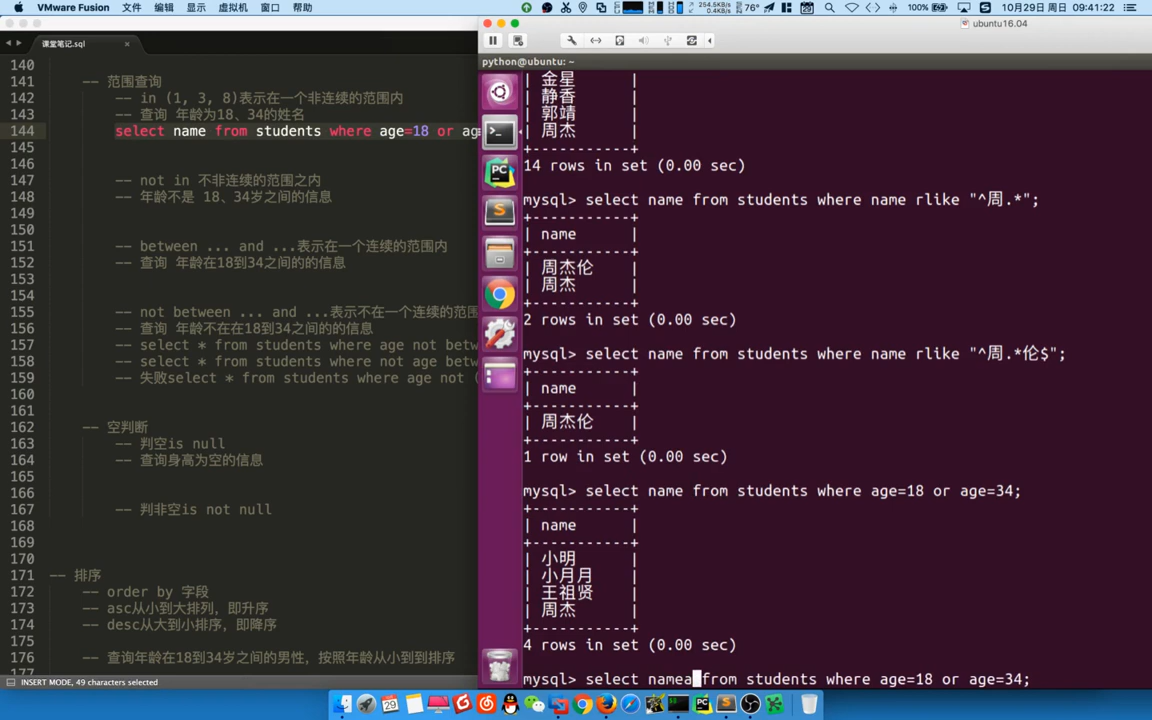 VMware Fusion 文件 编辑 显示 虚拟机 窗口 帮助
254.5K/s
0.4K/s
76°
100%
10月29日 周日 09:41:22
课堂笔记.sql
ubuntu16.04
python@ubuntu: ~
140
141 -- 范围查询
142 -- in (1, 3, 8)表示在一个非连续的范围内
143 -- 查询 年龄为18、34的姓名
144 select name from students where age=18 or ag
145
146
147 -- not in 不非连续的范围之内
148 -- 年龄不是 18、34岁之间的信息
149
150
151 -- between ... and ...表示在一个连续的范围内
152 -- 查询 年龄在18到34之间的的信息
153
154
155 -- not between ... and ...表示不在一个连续的范围
156 -- 查询 年龄不在在18到34之间的的信息
157 -- select * from students where age not betw
158 -- select * from students where not age betw
159 -- 失败select * from students where age not (
160
161
162 -- 空判断
163 -- 判空is null
164 -- 查询身高为空的信息
165
166
167 -- 判非空is not null
168
169
170
171 -- 排序
172 -- order by 字段
173 -- asc从小到大排列，即升序
174 -- desc从大到小排序，即降序
175
176 -- 查询年龄在18到34岁之间的男性，按照年龄从小到到排序
177
INSERT MODE, 49 characters selected
| 金星 |
| 静香 |
| 郭靖 |
| 周杰 |
+-----------+
14 rows in set (0.00 sec)
mysql> select name from students where name rlike "^周.*";
+-----------+
| name |
+-----------+
| 周杰伦 |
| 周杰 |
+-----------+
2 rows in set (0.00 sec)
mysql> select name from students where name rlike "^周.*伦$";
+-----------+
| name |
+-----------+
| 周杰伦 |
+-----------+
1 row in set (0.00 sec)
mysql> select name from students where age=18 or age=34;
+-----------+
| name |
+-----------+
| 小明 |
| 小月月 |
| 王祖贤 |
| 周杰 |
+-----------+
4 rows in set (0.00 sec)
mysql> select namea from students where age=18 or age=34;